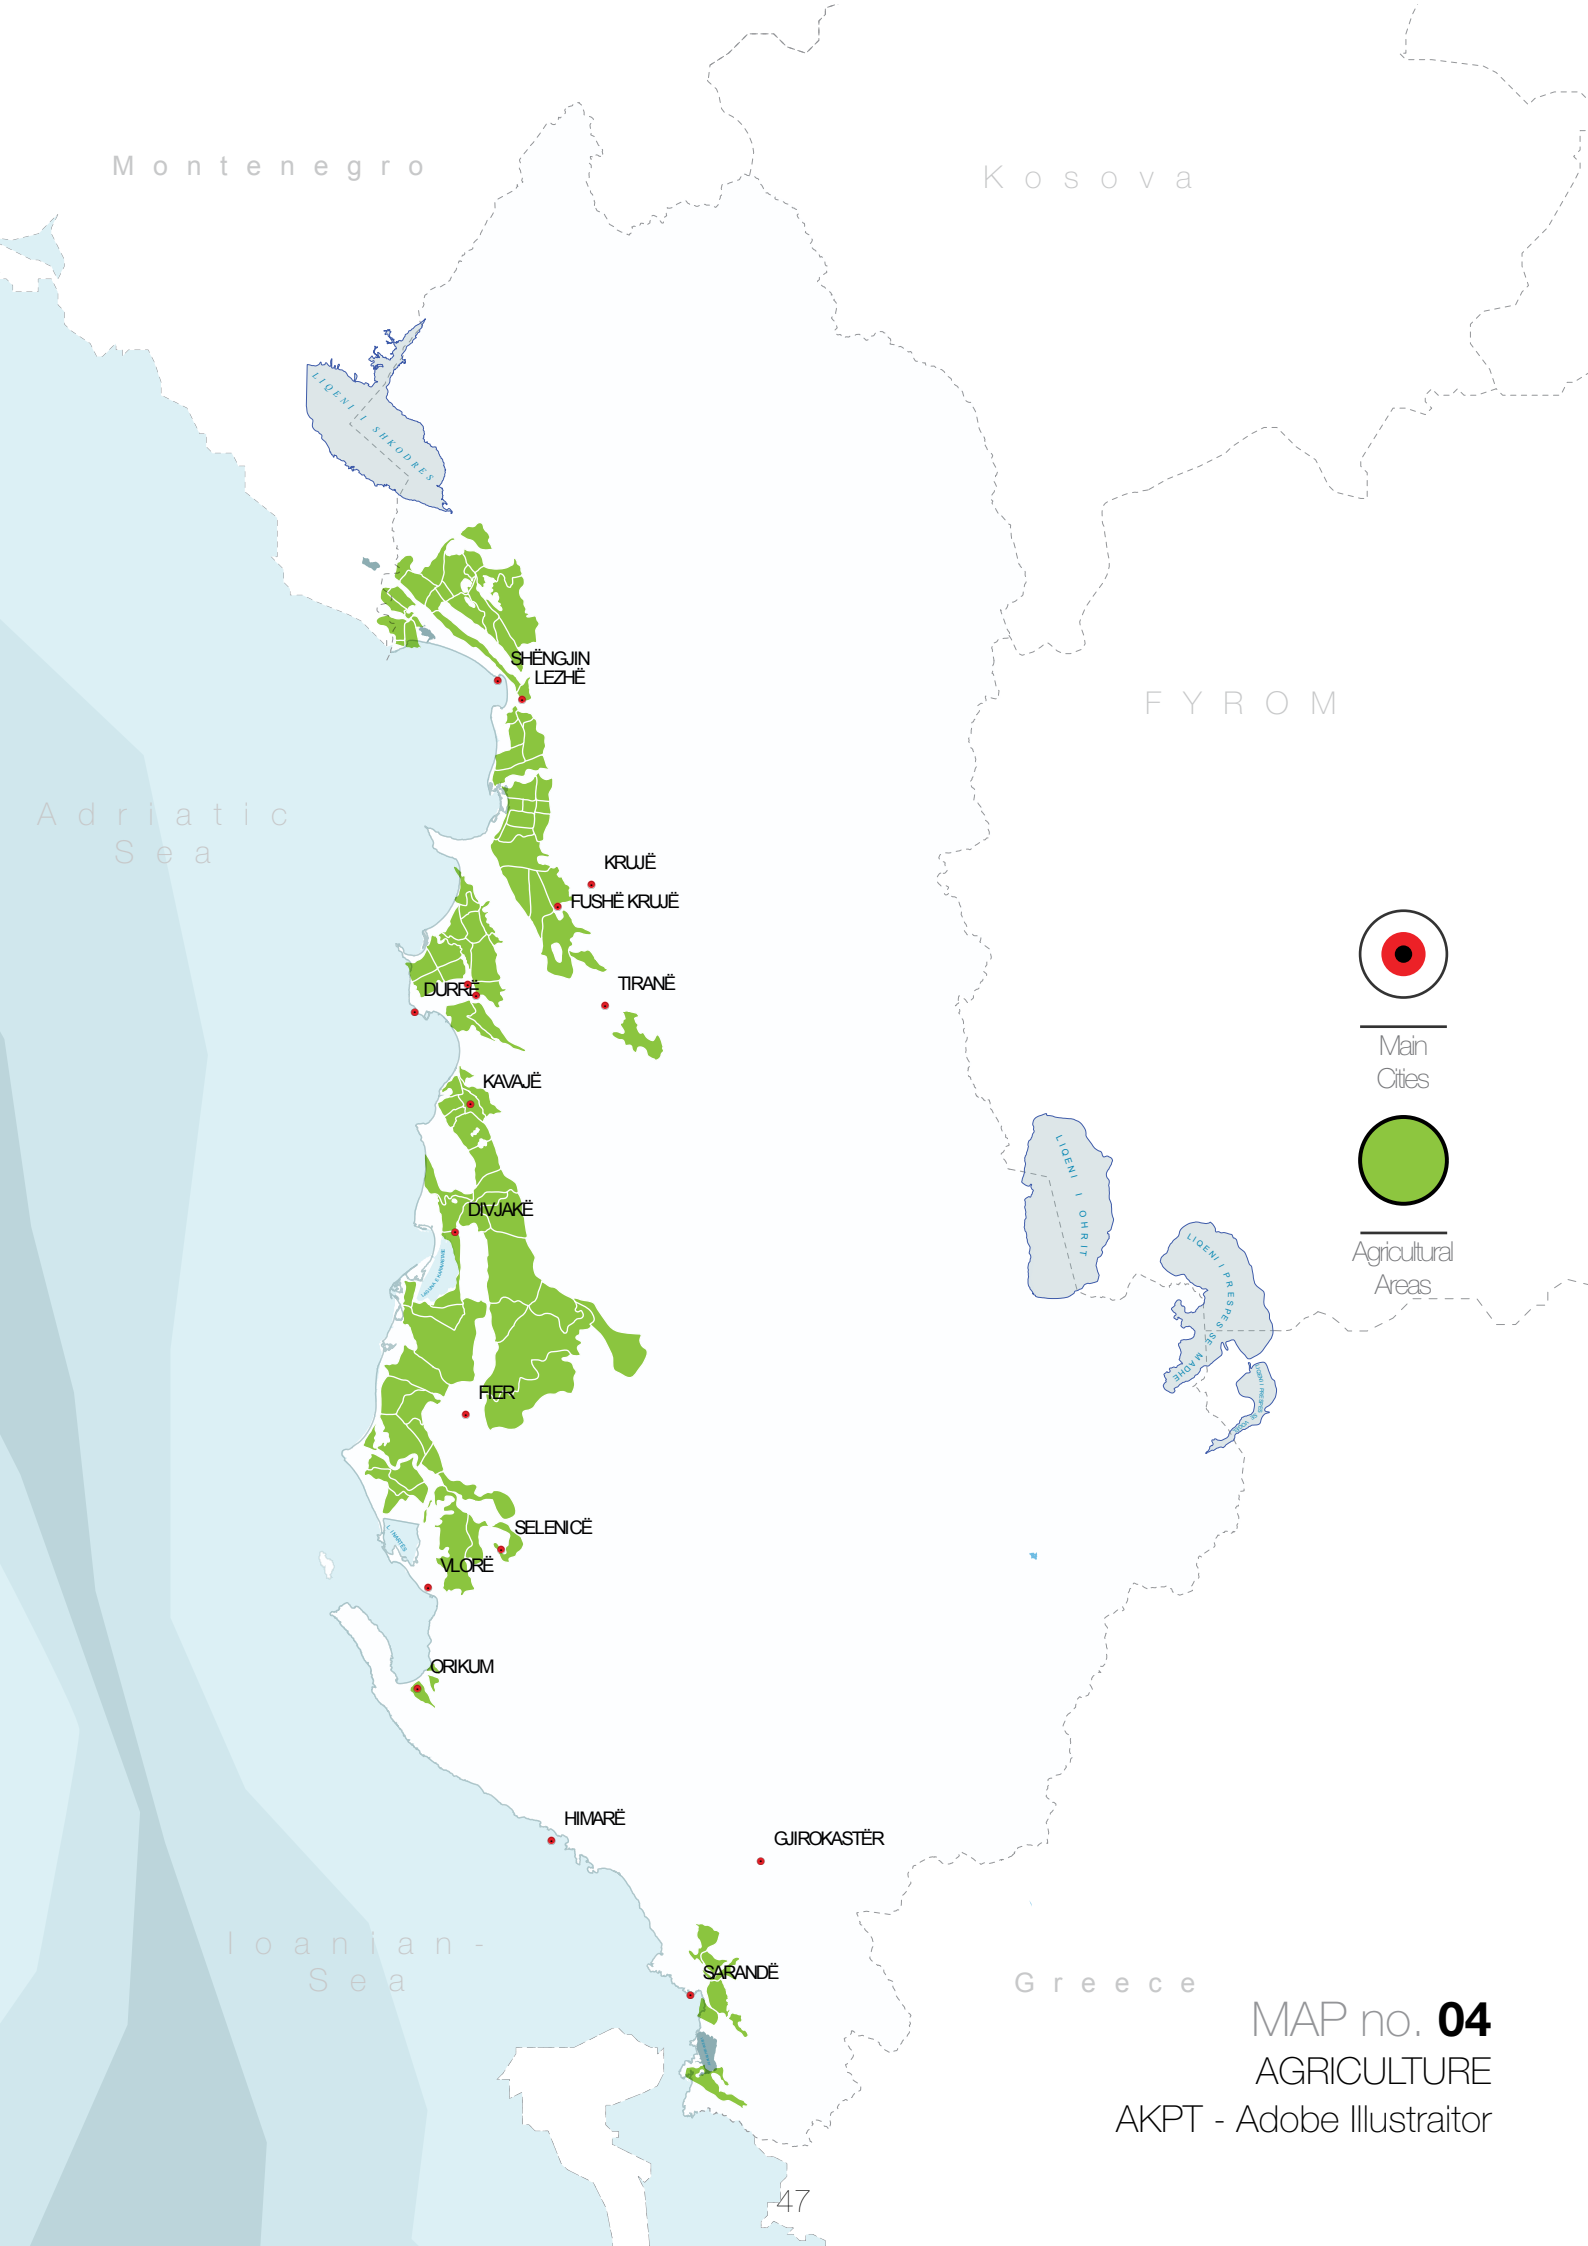 Montenegro
Kosova
LIQENI I SHKODRES
SHËNGJIN
LEZHË
FYROM
Adriatic
Sea
KRUJË
FUSHË KRUJË
TIRANË
DURRË
Main
Cities
KAVAJË
LIQENI I OHRIT
DIVJAKË
LIQENI I PRESPES SE MADHE
Agricultural
Areas
FIER
SELENICË
VLORË
ORIKUM
HIMARË
GJIROKASTËR
Ioanian-
Sea
SARANDË
Greece
MAP no. 04
AGRICULTURE
AKPT - Adobe Illustraitor
47